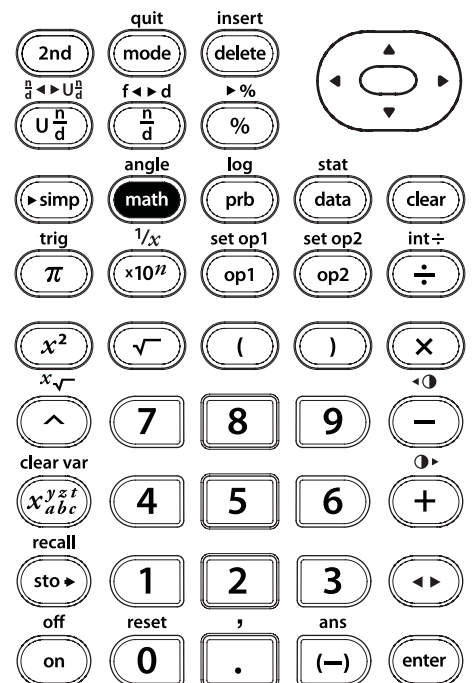 quit insert
2nd mode delete
n/d ◄ ► U n/d f ◄ ► d ► %
U n/d n/d %
angle log stat
► simp math prb data clear
trig 1/x set op1 set op2 int ÷
π ×10ⁿ op1 op2 ÷
x² √ ( ) ×
ˣ√ ◄◑
^ 7 8 9 −
clear var ◑►
x y z t a b c 4 5 6 +
recall
sto ► 1 2 3 ◄ ►
off reset , ans
on 0 . (−) enter